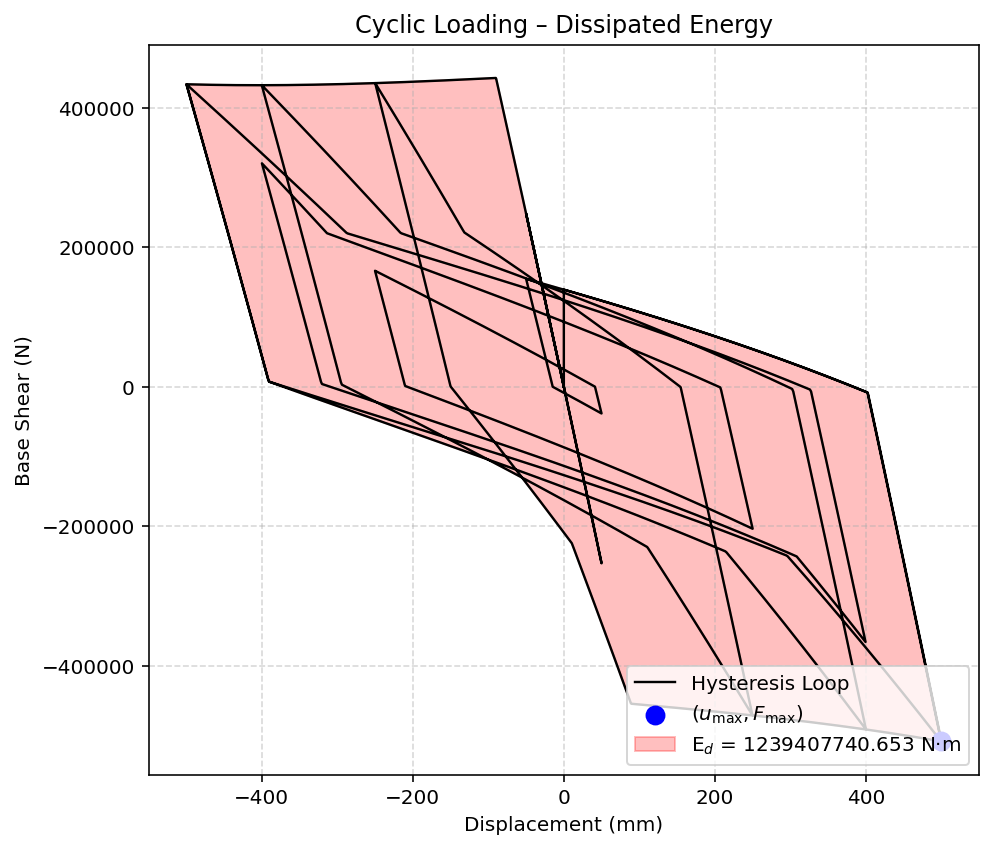 Cyclic Loading – Dissipated Energy
Base Shear (N)
400000
200000
0
−200000
−400000
−400
−200
0
200
400
Displacement (mm)
Hysteresis Loop
(u_max, F_max)
E_d = 1239407740.653 N·m